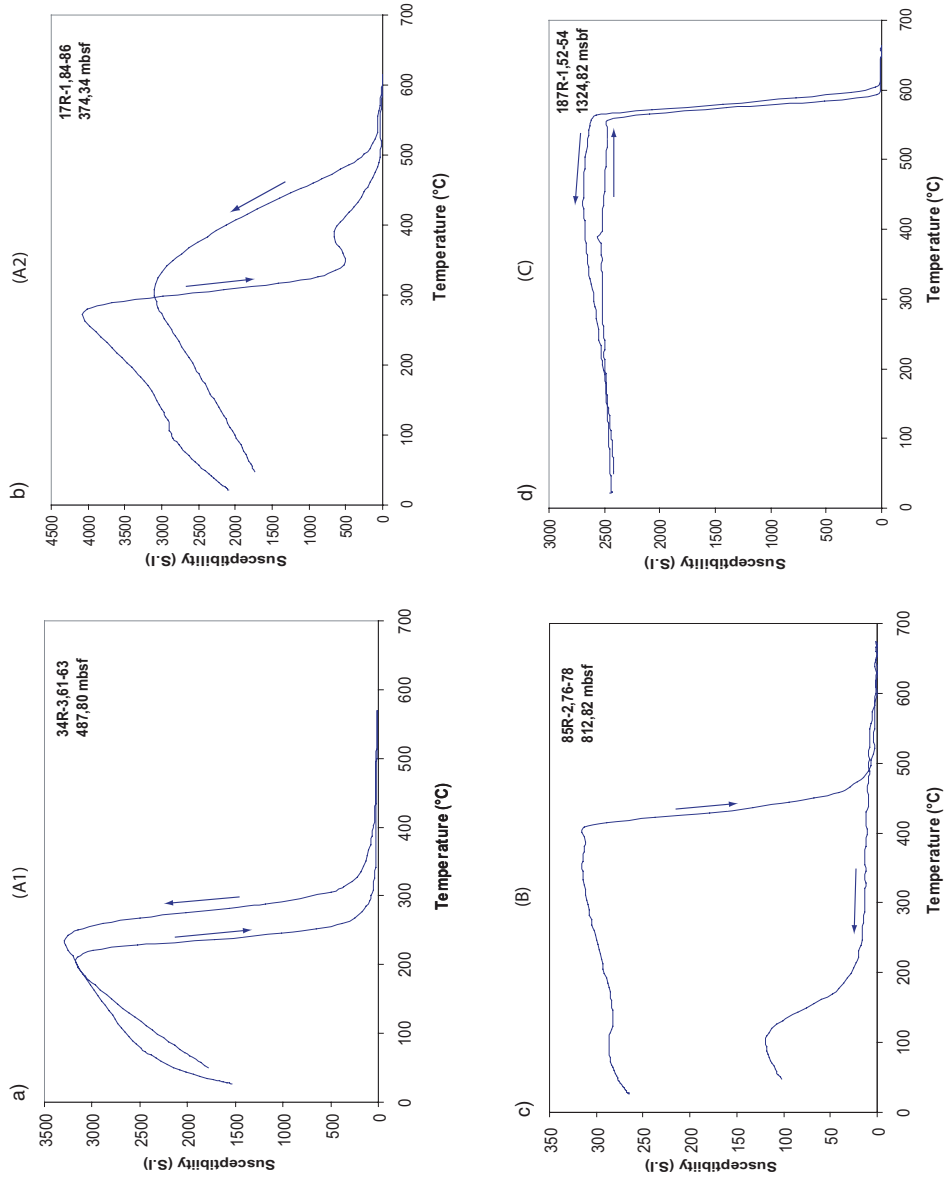 a)
(A1)
34R-3,61-63
487,80 mbsf
Susceptibility (S.I)
3500
3000
2500
2000
1500
1000
500
0
0 100 200 300 400 500 600 700
Temperature (°C)
b)
(A2)
17R-1,84-86
374,34 mbsf
Susceptibility (S.I)
4500
4000
3500
3000
2500
2000
1500
1000
500
0
0 100 200 300 400 500 600 700
Temperature (°C)
c)
(B)
85R-2,76-78
812,82 mbsf
Susceptibility (S.I)
350
300
250
200
150
100
50
0
0 100 200 300 400 500 600 700
Temperature (°C)
d)
(C)
187R-1,52-54
1324,82 msbf
Susceptibility (S.I)
3000
2500
2000
1500
1000
500
0
0 100 200 300 400 500 600 700
Temperature (°C)